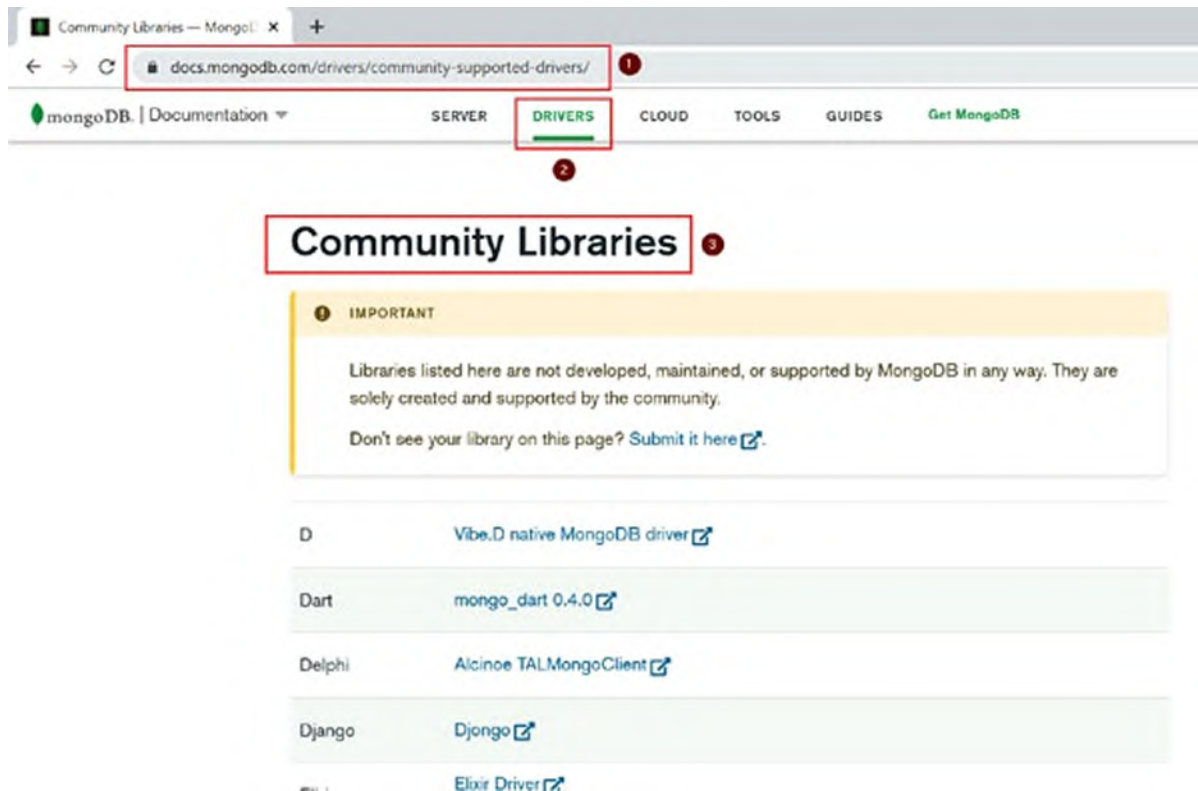 Community Libraries — Mongo
docs.mongodb.com/drivers/community-supported-drivers/ 1
mongoDB. | Documentation SERVER DRIVERS CLOUD TOOLS GUIDES Get MongoDB
2
Community Libraries 3
IMPORTANT
Libraries listed here are not developed, maintained, or supported by MongoDB in any way. They are
solely created and supported by the community.
Don't see your library on this page? Submit it here.
D Vibe.D native MongoDB driver
Dart mongo_dart 0.4.0
Delphi Alcinoe TALMongoClient
Django Djongo
Elixir Driver